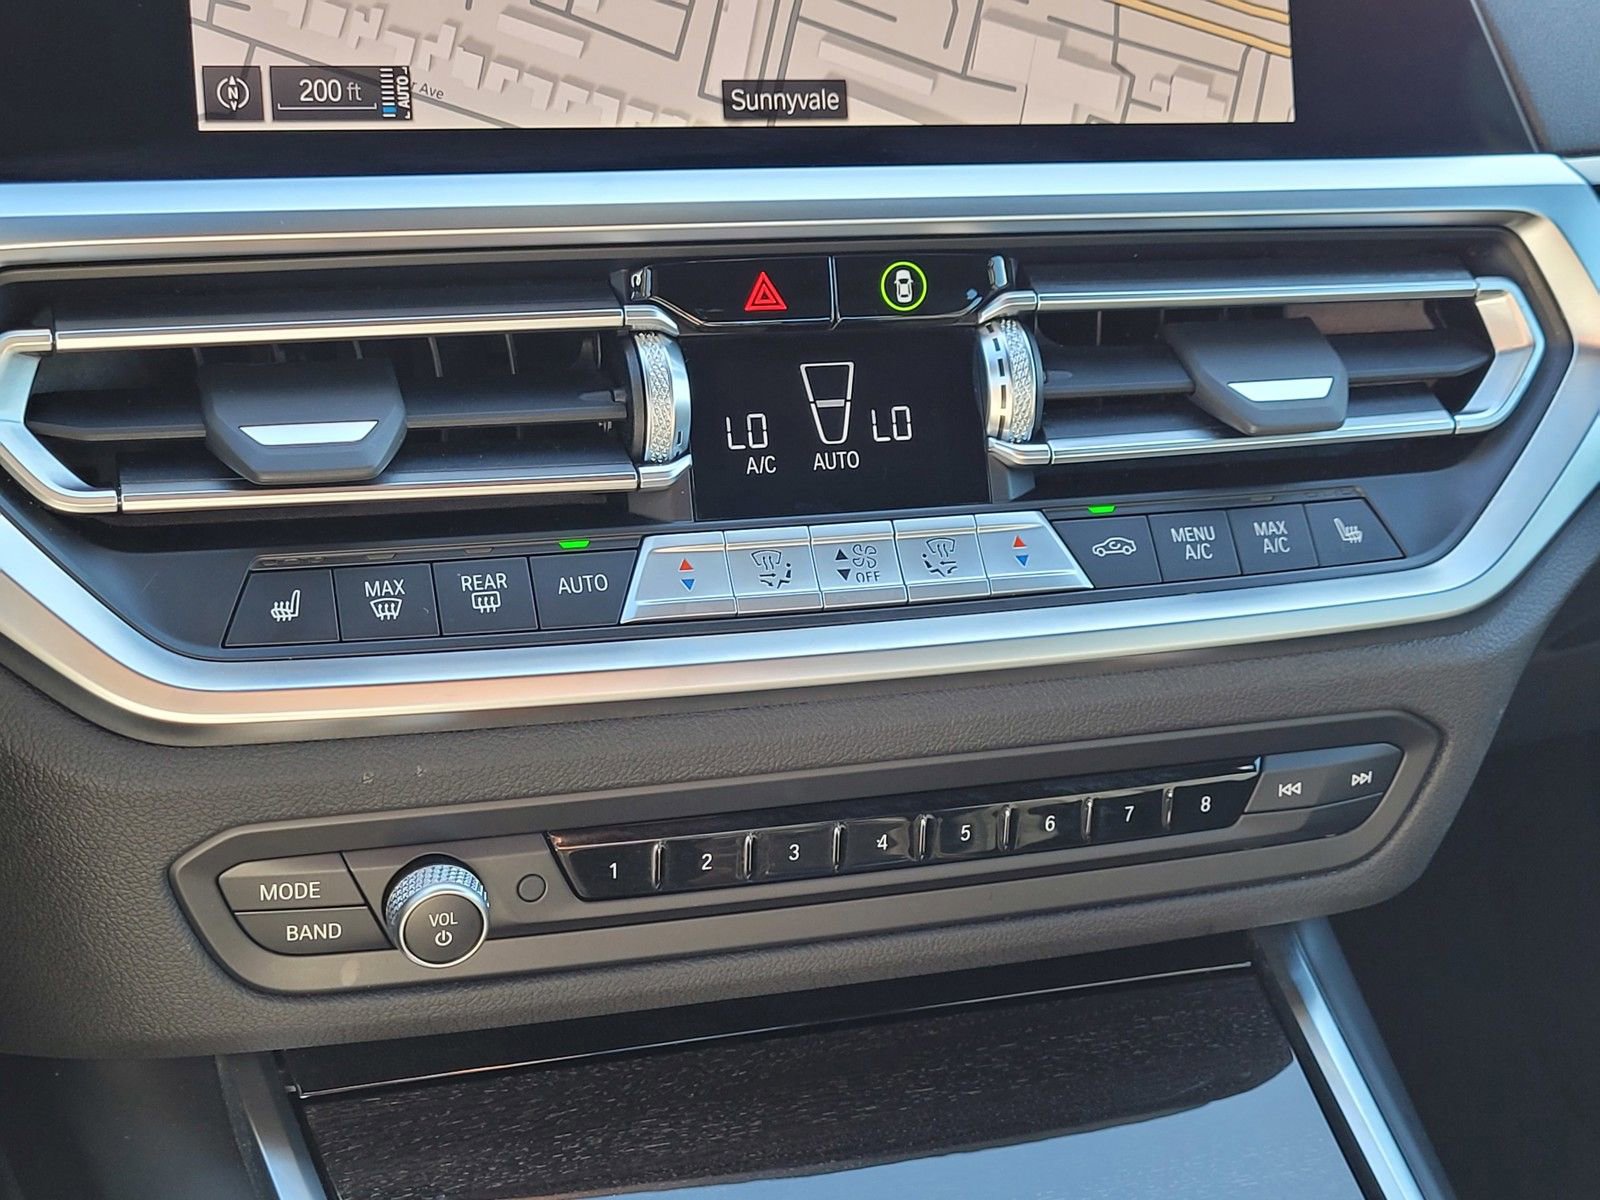 N
200 ft
AUTO
r Ave
Sunnyvale
LO
LO
A/C
AUTO
MAX
REAR
AUTO
OFF
MENU
A/C
MAX
A/C
MODE
BAND
VOL
1
2
3
4
5
6
7
8